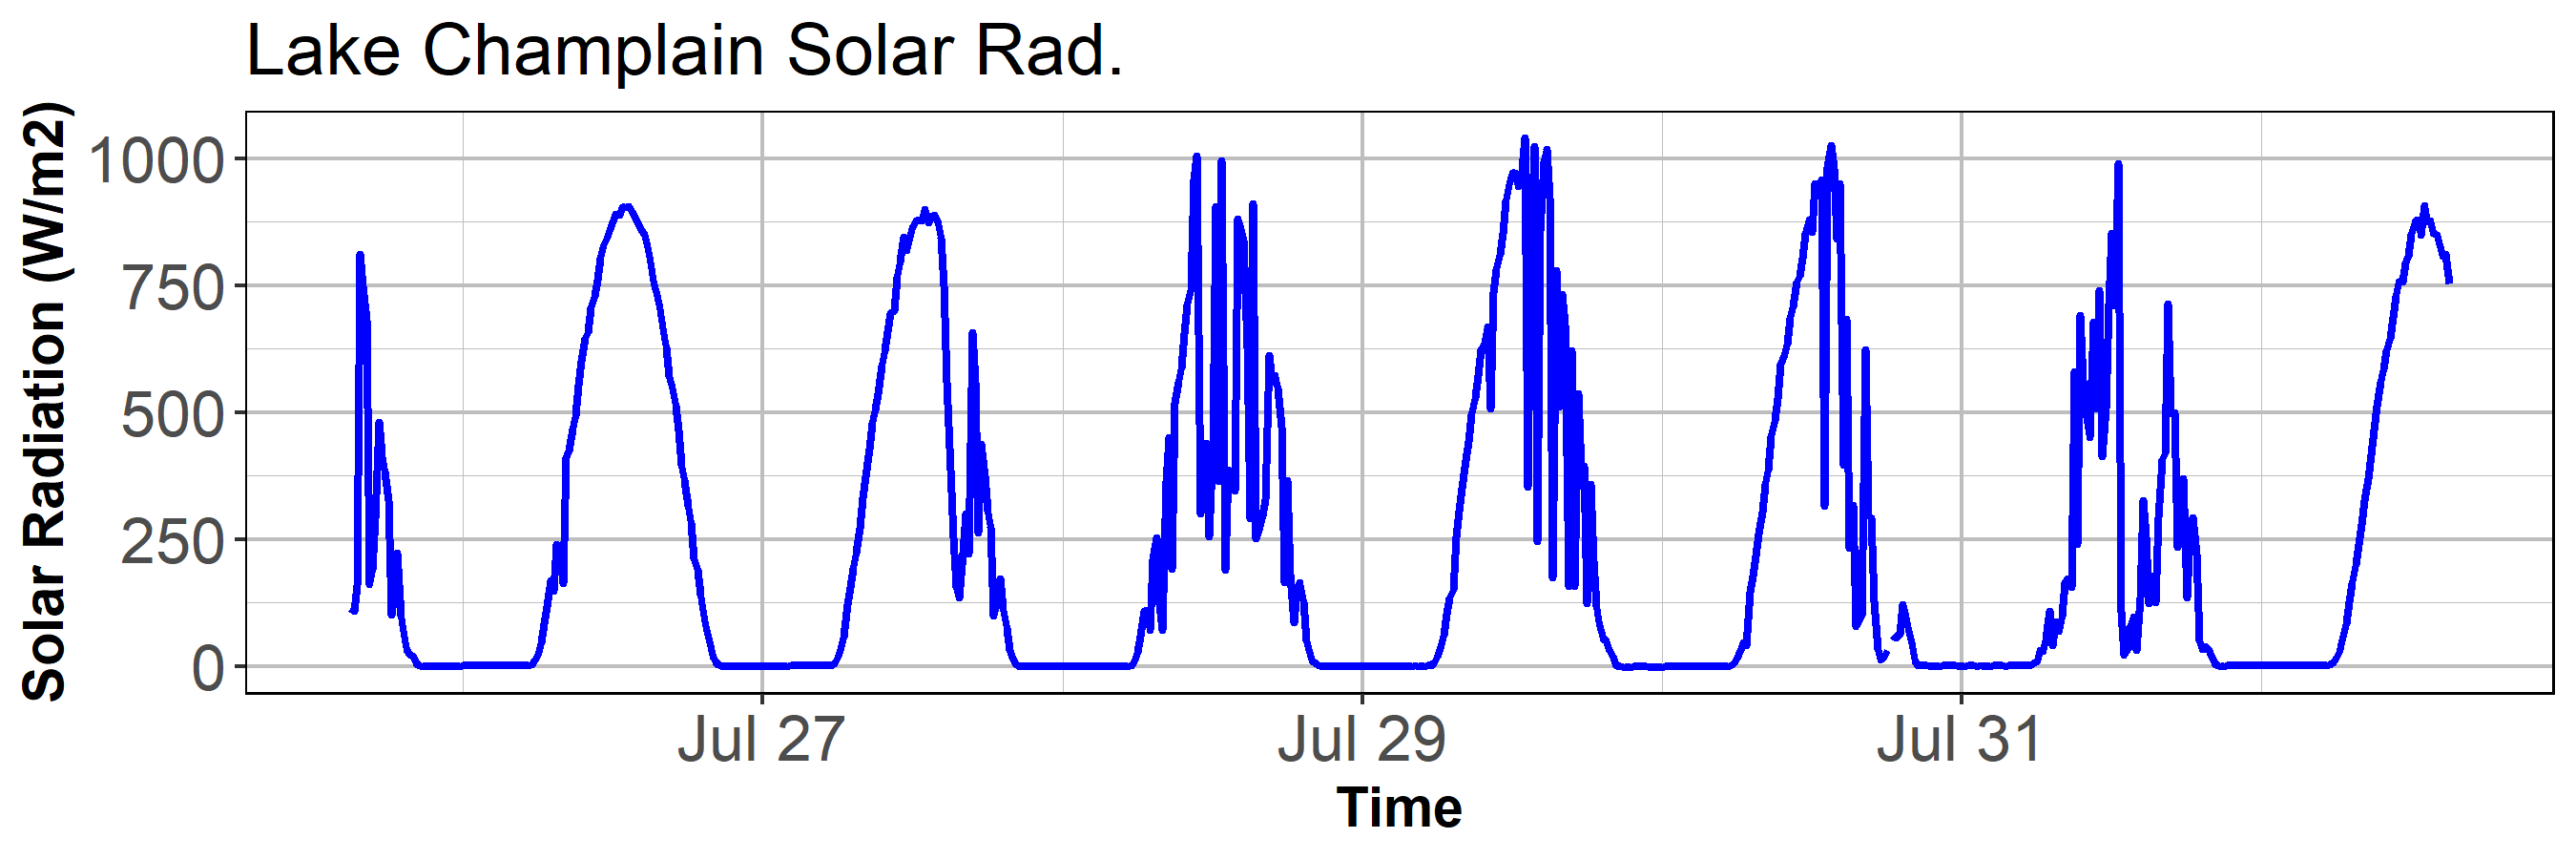 Lake Champlain Solar Rad.
Solar Radiation (W/m2)
1000
750
500
250
0
Jul 27 Jul 29 Jul 31
Time